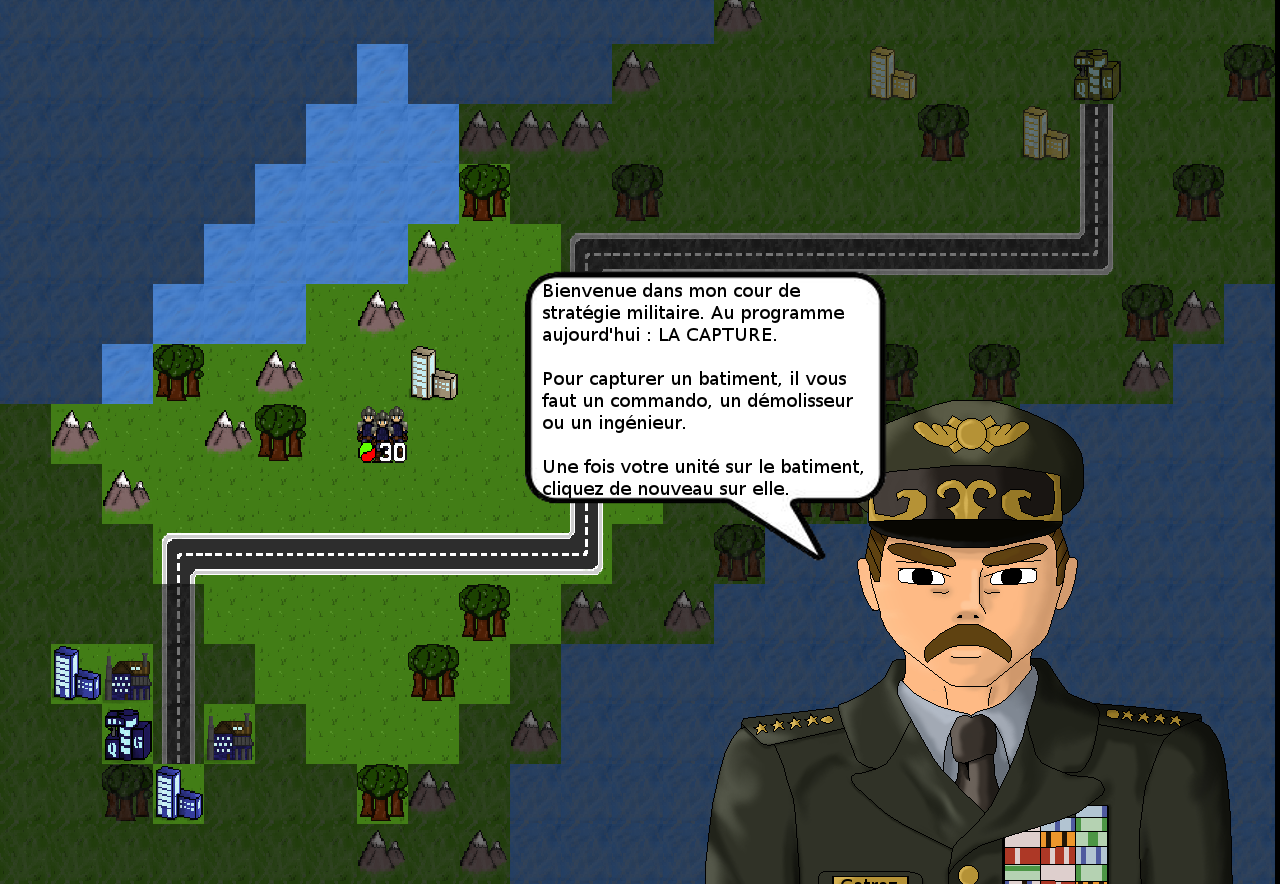 Bienvenue dans mon cour de
stratégie militaire. Au programme
aujourd'hui : LA CAPTURE.
Pour capturer un batiment, il vous
faut un commando, un démolisseur
ou un ingénieur.
Une fois votre unité sur le batiment,
cliquez de nouveau sur elle.
30